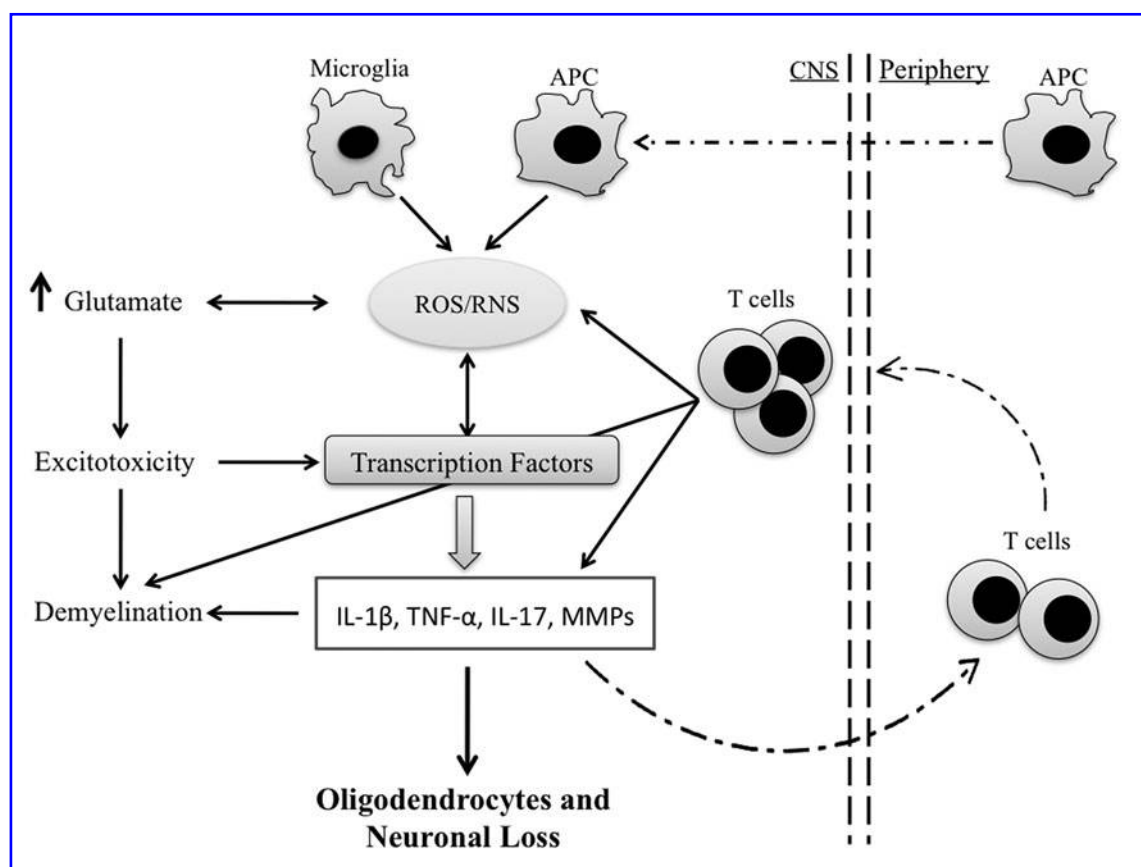 Microglia
APC
CNS
Periphery
APC
Glutamate
ROS/RNS
T cells
Excitotoxicity
Transcription Factors
T cells
Demyelination
IL-1β, TNF-α, IL-17, MMPs
Oligodendrocytes and
Neuronal Loss